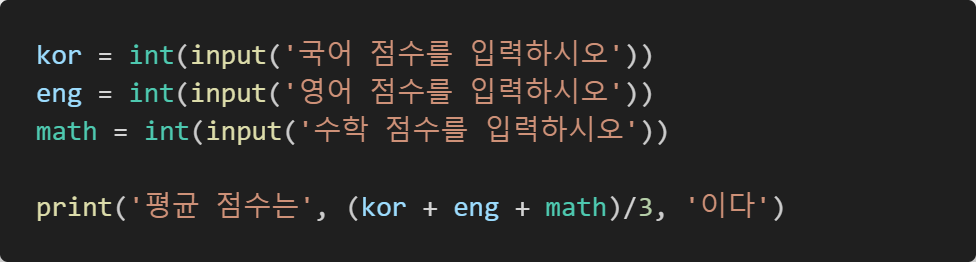 kor = int(input('국어 점수를 입력하시오'))
eng = int(input('영어 점수를 입력하시오'))
math = int(input('수학 점수를 입력하시오'))
print('평균 점수는', (kor + eng + math)/3, '이다')